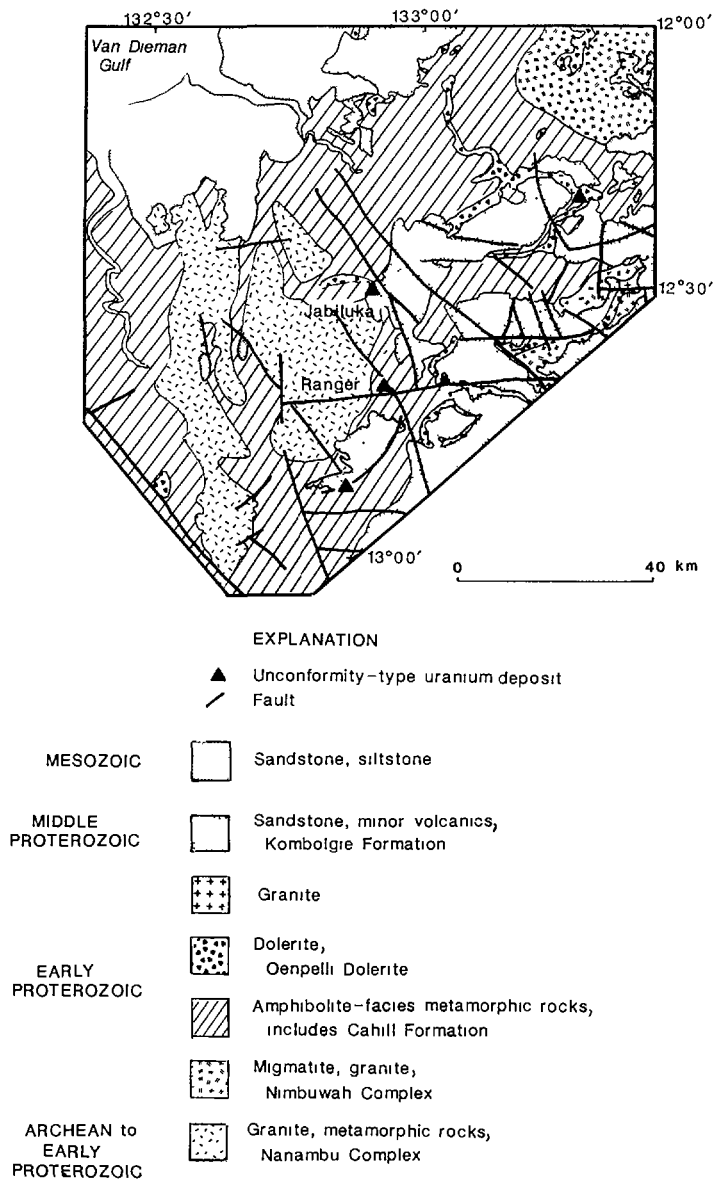 132°30′
133°00′
12°00′
Van Dieman
Gulf
12°30′
Jabiluka
Ranger
13°00′
0
40 km
EXPLANATION
Unconformity-type uranium deposit
Fault
MESOZOIC
Sandstone, siltstone
MIDDLE
PROTEROZOIC
Sandstone, minor volcanics,
Kombolgie Formation
Granite
EARLY
PROTEROZOIC
Dolerite,
Oenpelli Dolerite
Amphibolite-facies metamorphic rocks,
includes Cahill Formation
Migmatite, granite,
Nimbuwah Complex
ARCHEAN to
EARLY
PROTEROZOIC
Granite, metamorphic rocks,
Nanambu Complex